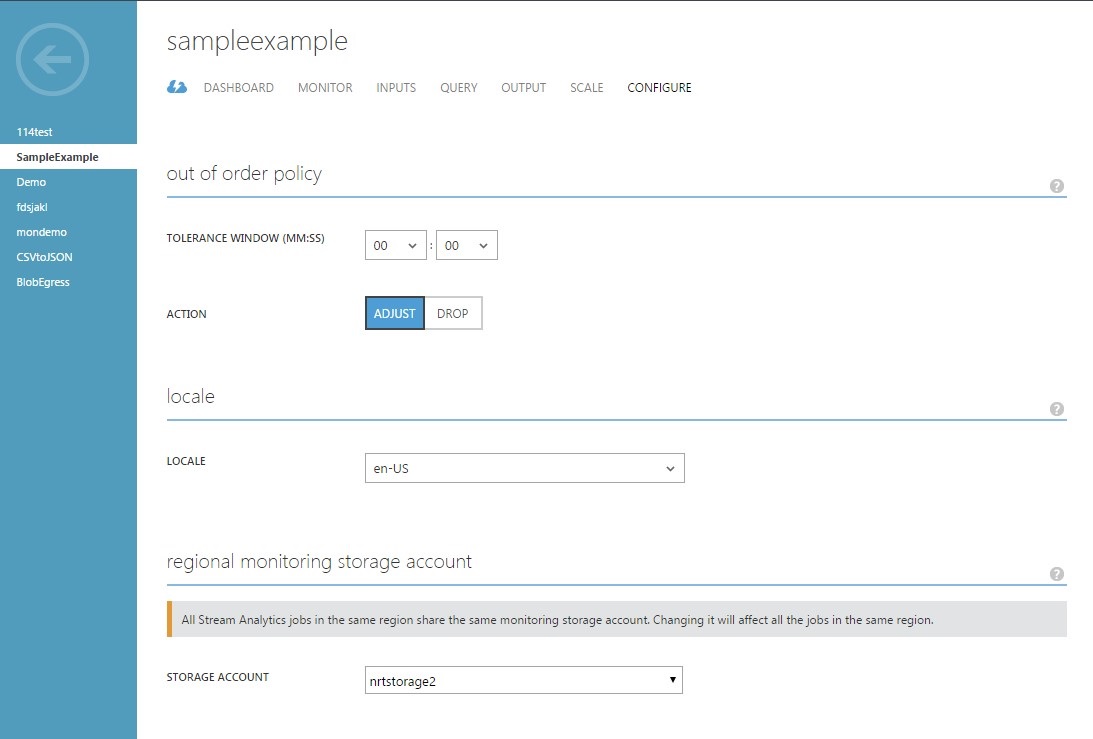 sampleexample
DASHBOARD MONITOR INPUTS QUERY OUTPUT SCALE CONFIGURE
114test
SampleExample
Demo
fdsjakl
mondemo
CSVtoJSON
BlobEgress
out of order policy
?
TOLERANCE WINDOW (MM:SS) 00 : 00
ACTION ADJUST DROP
locale
?
LOCALE en-US
regional monitoring storage account
?
All Stream Analytics jobs in the same region share the same monitoring storage account. Changing it will affect all the jobs in the same region.
STORAGE ACCOUNT nrtstorage2